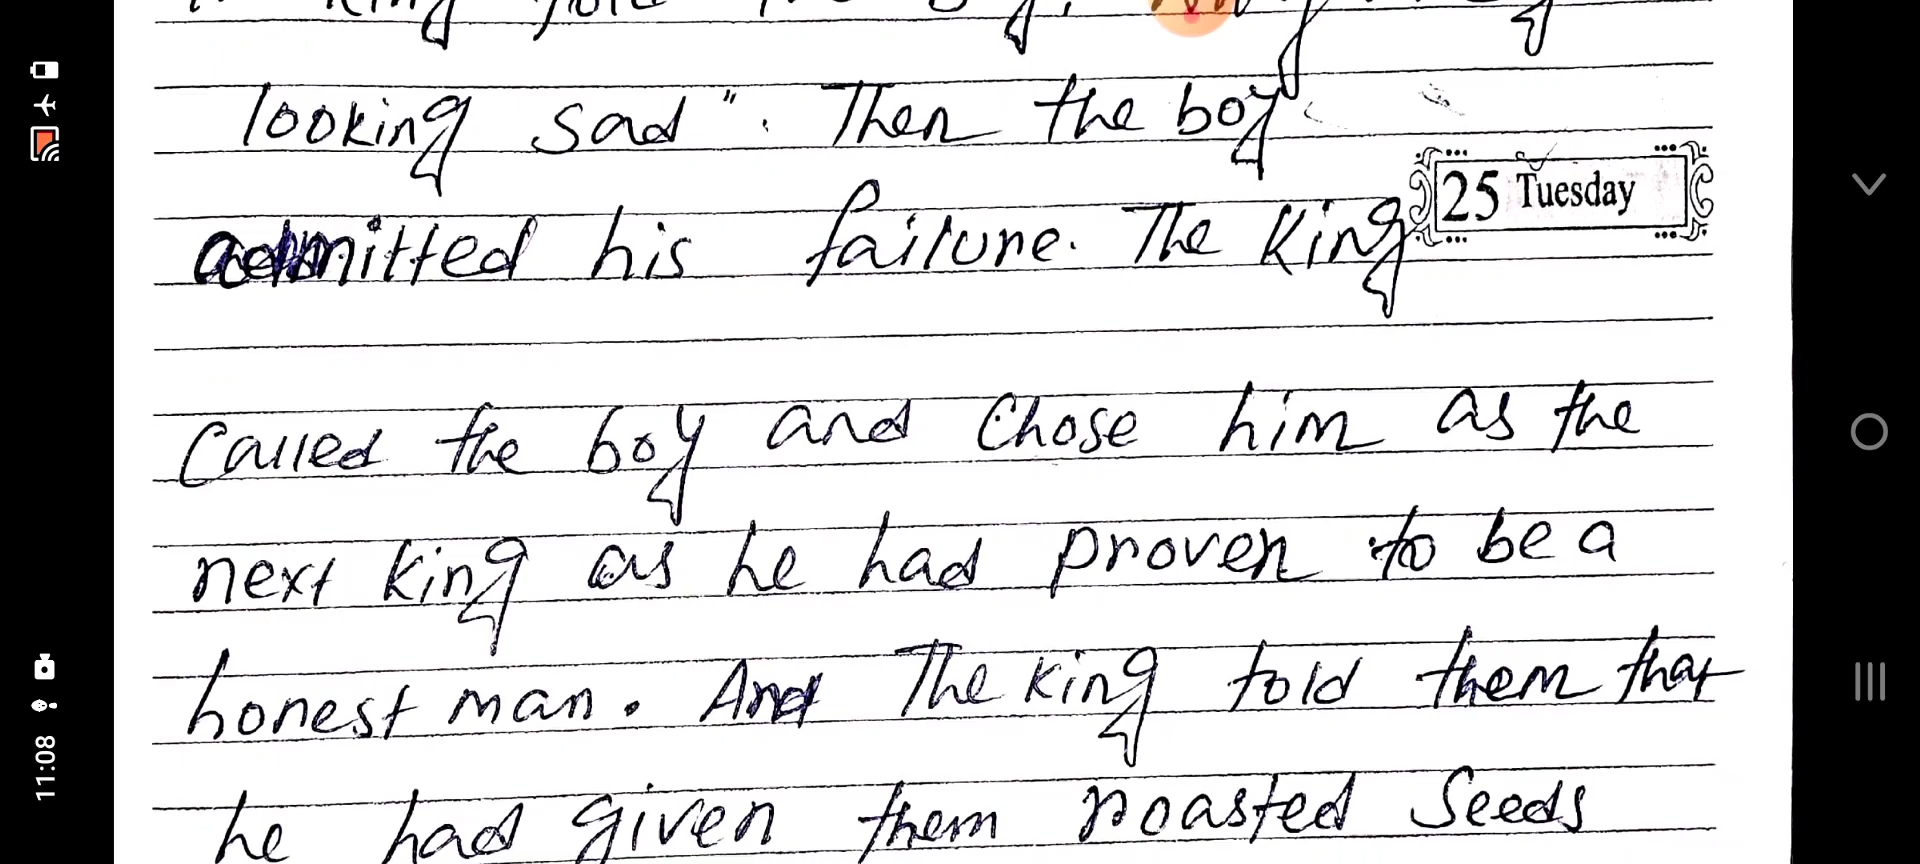 looking sad". Then the boy
25 Tuesday
admitted his failure. The King
Called the boy and Chose him as the
next king as he had proven to be a
honest man. And The king told them that
he had given them roasted Seeds
11:08